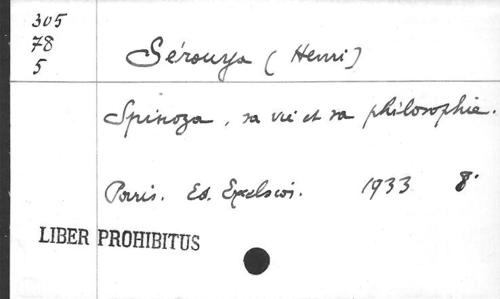 305
78
5
Sérouya (Henri)
Spinoza, sa vie et sa philosophie.
Paris. Ed. Excelsior. 1933 8°
LIBER PROHIBITUS